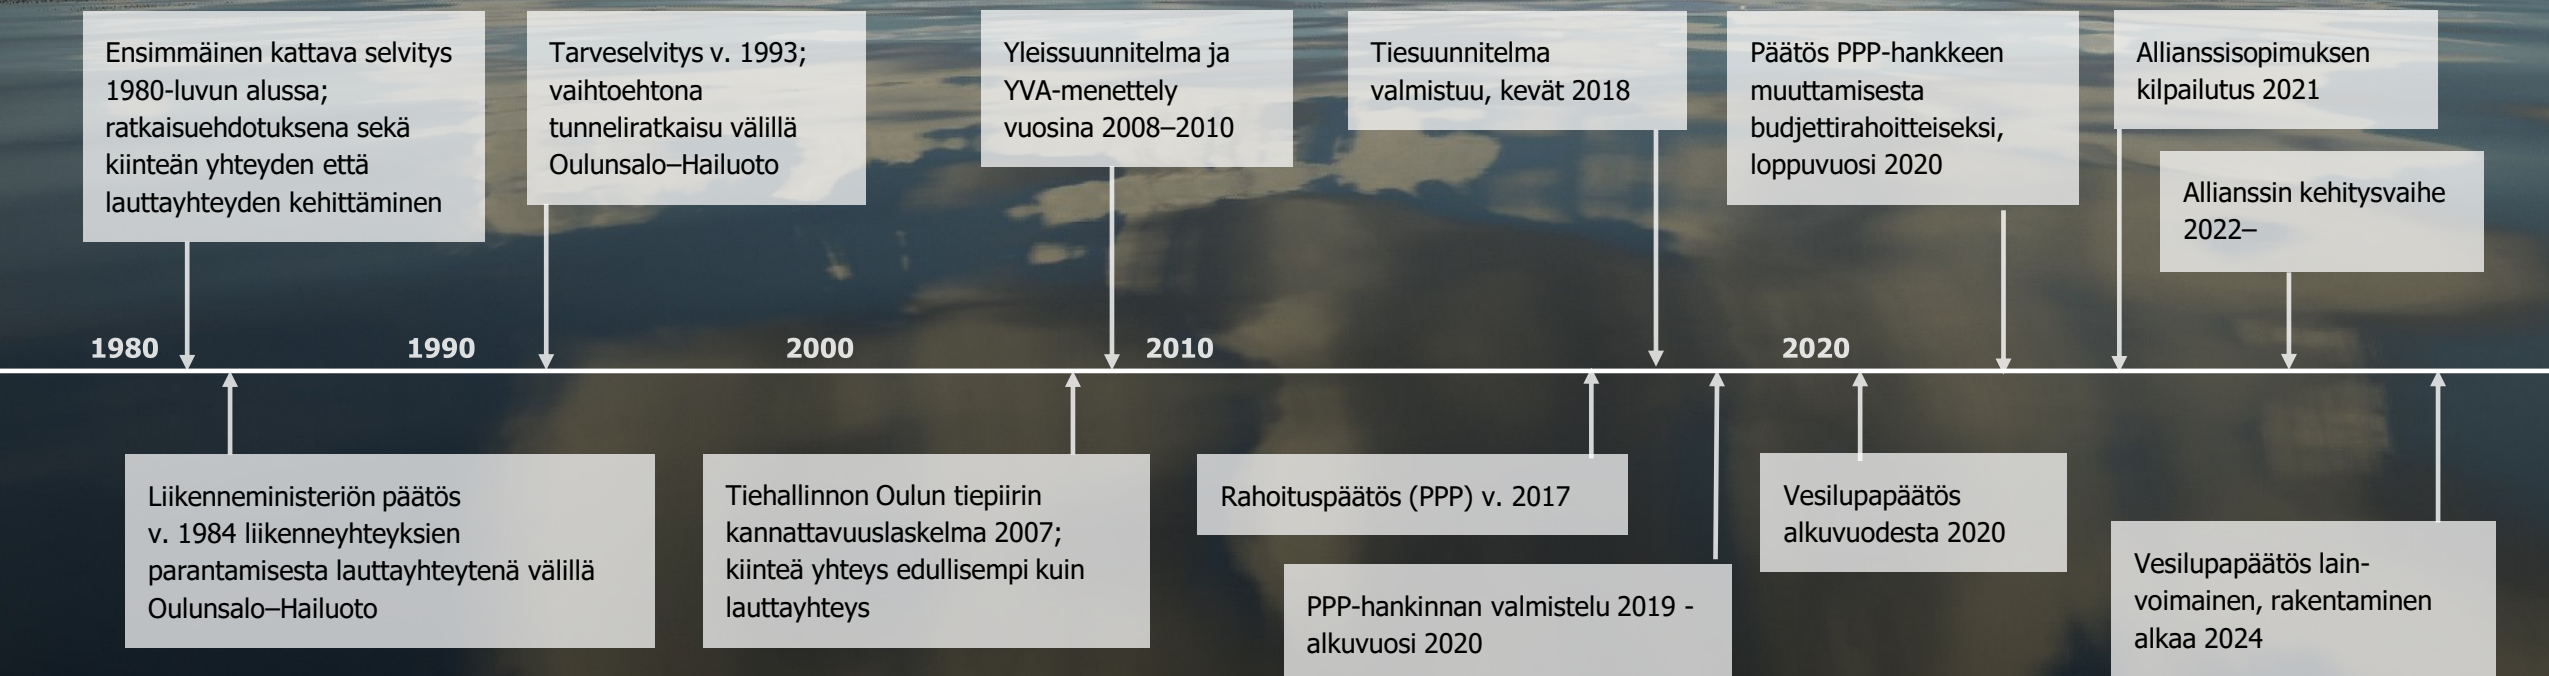 Ensimmäinen kattava selvitys
1980-luvun alussa;
ratkaisuehdotuksena sekä
kiinteän yhteyden että
lauttayhteyden kehittäminen
Tarveselvitys v. 1993;
vaihtoehtona
tunneliratkaisu välillä
Oulunsalo–Hailuoto
Yleissuunnitelma ja
YVA-menettely
vuosina 2008–2010
Tiesuunnitelma
valmistuu, kevät 2018
Päätös PPP-hankkeen
muuttamisesta
budjettirahoitteiseksi,
loppuvuosi 2020
Allianssisopimuksen
kilpailutus 2021
Allianssin kehitysvaihe
2022–
1980
1990
2000
2010
2020
Liikenneministeriön päätös
v. 1984 liikenneyhteyksien
parantamisesta lauttayhteytenä välillä
Oulunsalo–Hailuoto
Tiehallinnon Oulun tiepiirin
kannattavuuslaskelma 2007;
kiinteä yhteys edullisempi kuin
lauttayhteys
Rahoituspäätös (PPP) v. 2017
PPP-hankinnan valmistelu 2019 -
alkuvuosi 2020
Vesilupapäätös
alkuvuodesta 2020
Vesilupapäätös lain-
voimainen, rakentaminen
alkaa 2024